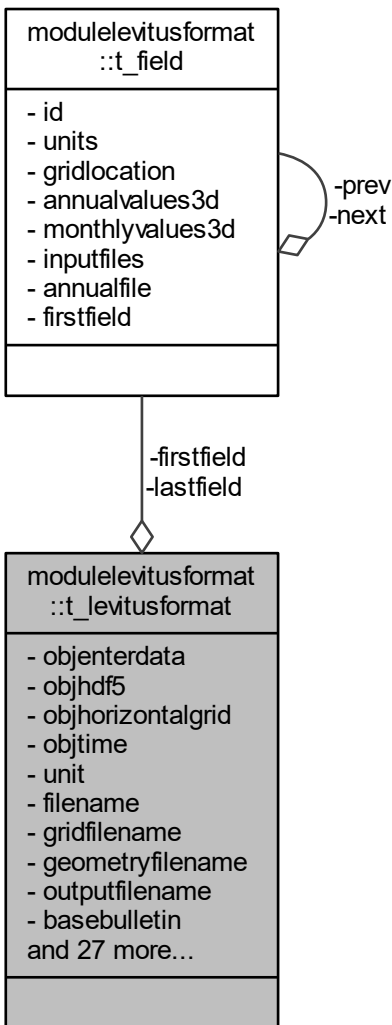 modulelevitusformat
::t_field
- id
- units
- gridlocation
- annualvalues3d
- monthlyvalues3d
- inputfiles
- annualfile
- firstfield
-prev
-next
-firstfield
-lastfield
modulelevitusformat
::t_levitusformat
- objenterdata
- objhdf5
- objhorizontalgrid
- objtime
- unit
- filename
- gridfilename
- geometryfilename
- outputfilename
- basebulletin
and 27 more...